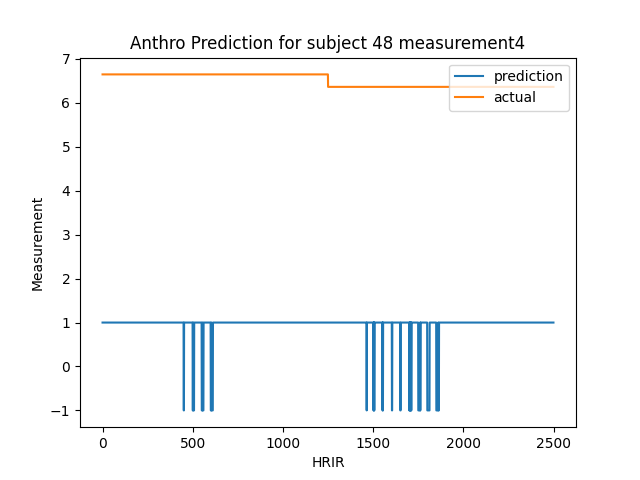 Anthro Prediction for subject 48 measurement4
7
6
5
4
3
2
1
0
−1
Measurement
prediction
actual
0 500 1000 1500 2000 2500
HRIR